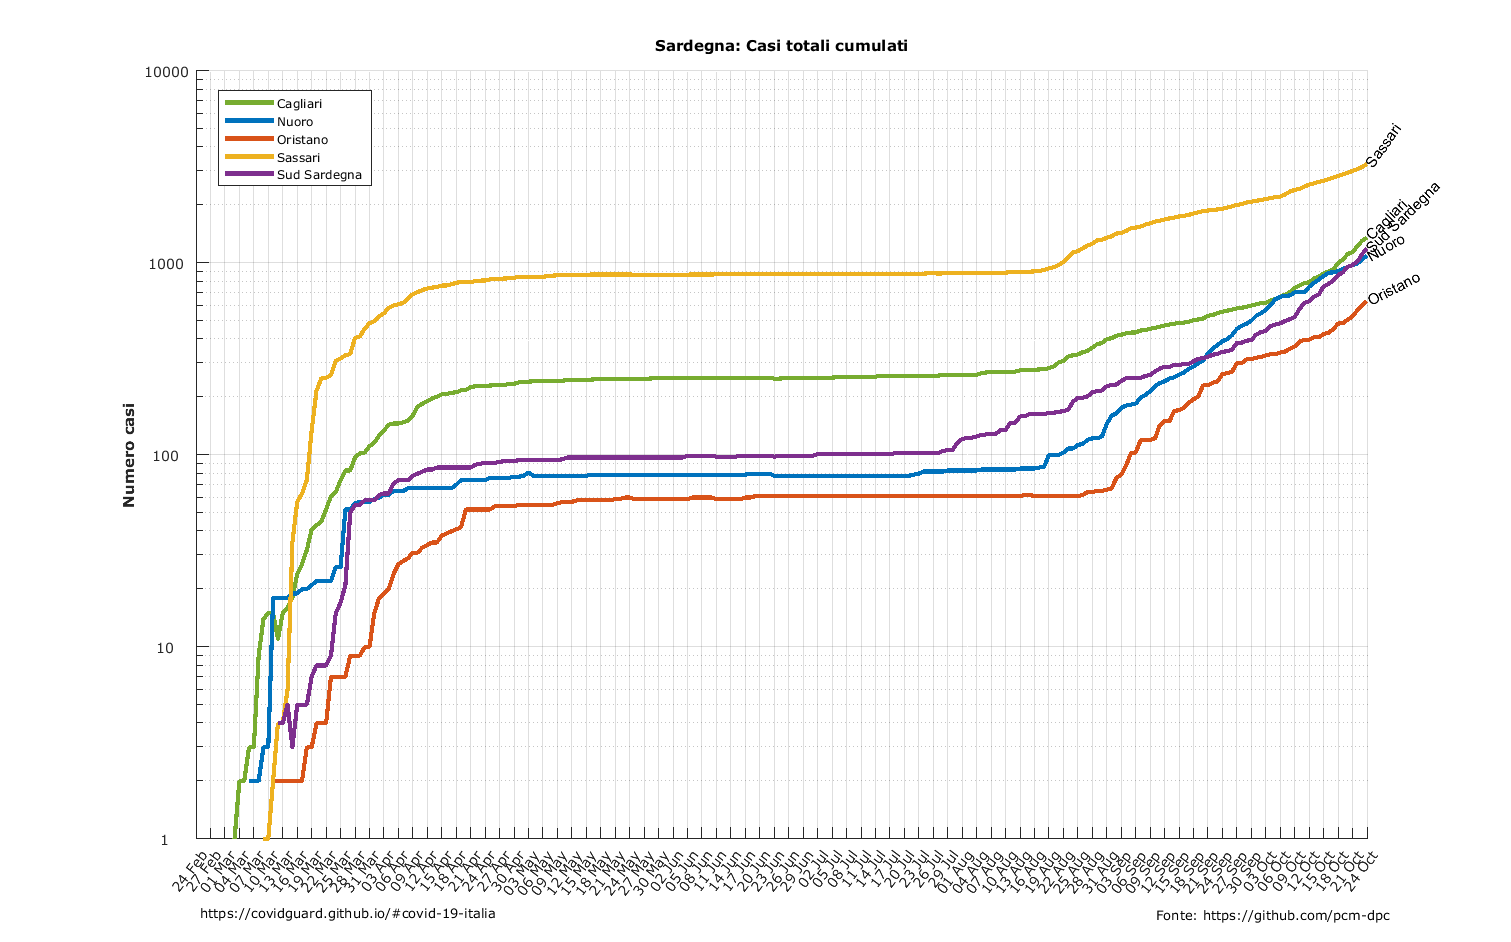 Sardegna: Casi totali cumulati
10000
1000
100
10
1
Numero casi
Cagliari
Nuoro
Oristano
Sassari
Sud Sardegna
Sassari
Cagliari
Sud Sardegna
Nuoro
Oristano
24 Feb
27 Feb
01 Mar
04 Mar
07 Mar
10 Mar
13 Mar
16 Mar
19 Mar
22 Mar
25 Mar
28 Mar
31 Mar
03 Apr
06 Apr
09 Apr
12 Apr
15 Apr
18 Apr
21 Apr
24 Apr
27 Apr
30 Apr
03 May
06 May
09 May
12 May
15 May
18 May
21 May
24 May
27 May
30 May
02 Jun
05 Jun
08 Jun
11 Jun
14 Jun
17 Jun
20 Jun
23 Jun
26 Jun
29 Jun
02 Jul
05 Jul
08 Jul
11 Jul
14 Jul
17 Jul
20 Jul
23 Jul
26 Jul
29 Jul
01 Aug
04 Aug
07 Aug
10 Aug
13 Aug
16 Aug
19 Aug
22 Aug
25 Aug
28 Aug
31 Aug
03 Sep
06 Sep
09 Sep
12 Sep
15 Sep
18 Sep
21 Sep
24 Sep
27 Sep
30 Sep
03 Oct
06 Oct
09 Oct
12 Oct
15 Oct
18 Oct
21 Oct
24 Oct
https://covidguard.github.io/#covid-19-italia
Fonte: https://github.com/pcm-dpc